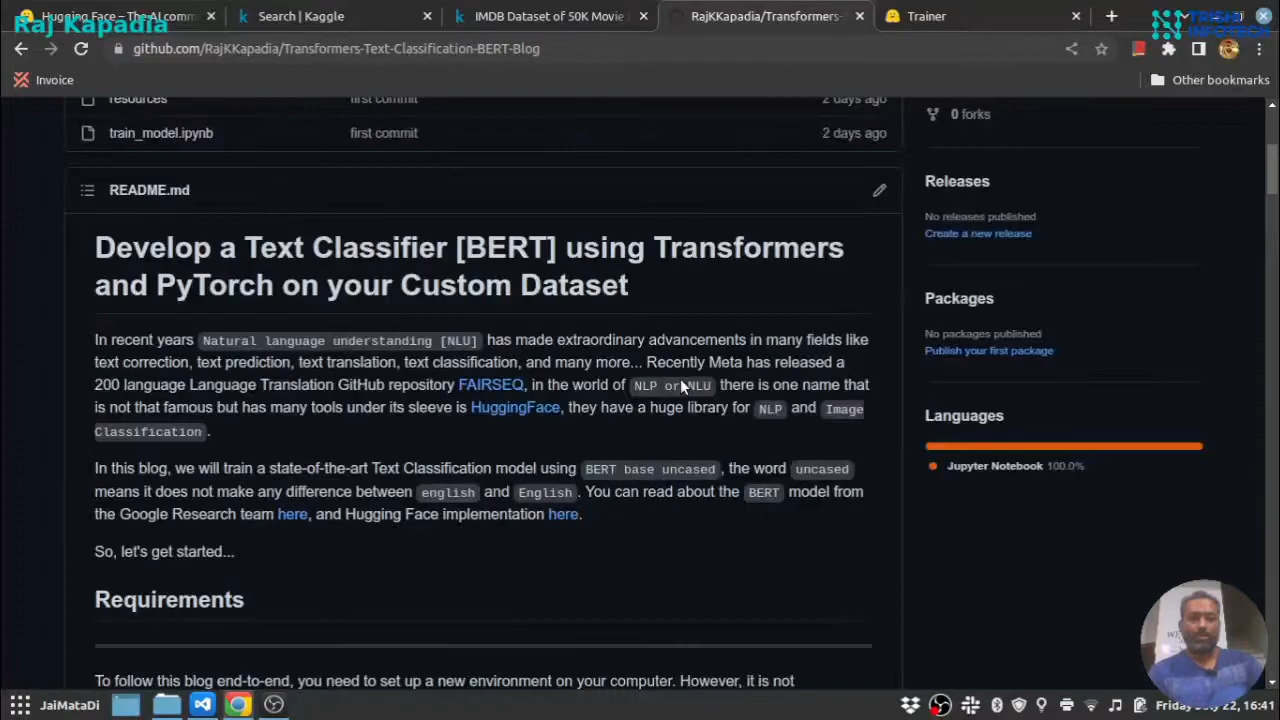 Hugging Face – The AI comm
Search | Kaggle
IMDB Dataset of 50K Movie
RajKKapadia/Transformers-
Trainer
Raj Kapadia
TRISHI
INFOTECH
github.com/RajKKapadia/Transformers-Text-Classification-BERT-Blog
Invoice
Other bookmarks
resources first commit 2 days ago
0 forks
train_model.ipynb first commit 2 days ago
README.md
Releases
No releases published
Create a new release
Develop a Text Classifier [BERT] using Transformers
and PyTorch on your Custom Dataset
Packages
No packages published
Publish your first package
In recent years Natural language understanding [NLU] has made extraordinary advancements in many fields like
text correction, text prediction, text translation, text classification, and many more... Recently Meta has released a
200 language Language Translation GitHub repository FAIRSEQ, in the world of NLP or NLU there is one name that
is not that famous but has many tools under its sleeve is HuggingFace, they have a huge library for NLP and Image
Classification.
Languages
Jupyter Notebook 100.0%
In this blog, we will train a state-of-the-art Text Classification model using BERT base uncased, the word uncased
means it does not make any difference between english and English. You can read about the BERT model from
the Google Research team here, and Hugging Face implementation here.
So, let's get started...
Requirements
To follow this blog end-to-end, you need to set up a new environment on your computer. However, it is not
JaiMataDi
Friday July 22, 16:41